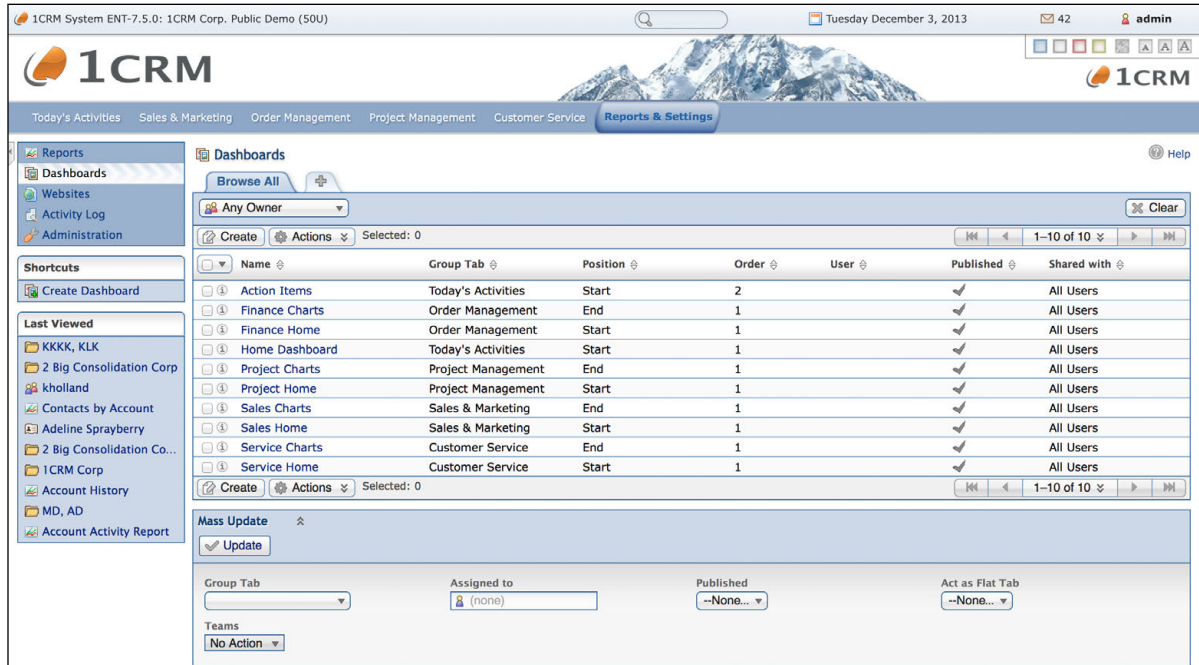 1CRM System ENT-7.5.0: 1CRM Corp. Public Demo (50U)
Tuesday December 3, 2013
42
admin
1CRM
A A A
1CRM
Today's Activities Sales & Marketing Order Management Project Management Customer Service Reports & Settings
Reports
Dashboards
Websites
Activity Log
Administration
Shortcuts
Create Dashboard
Last Viewed
KKKK, KLK
2 Big Consolidation Corp
kholland
Contacts by Account
Adeline Sprayberry
2 Big Consolidation Co...
1CRM Corp
Account History
MD, AD
Account Activity Report
Dashboards
Help
Browse All
Any Owner
Clear
Create Actions Selected: 0 1–10 of 10
Name Group Tab Position Order User Published Shared with
Action Items Today's Activities Start 2 All Users
Finance Charts Order Management End 1 All Users
Finance Home Order Management Start 1 All Users
Home Dashboard Today's Activities Start 1 All Users
Project Charts Project Management End 1 All Users
Project Home Project Management Start 1 All Users
Sales Charts Sales & Marketing End 1 All Users
Sales Home Sales & Marketing Start 1 All Users
Service Charts Customer Service End 1 All Users
Service Home Customer Service Start 1 All Users
Create Actions Selected: 0 1–10 of 10
Mass Update
Update
Group Tab Assigned to Published Act as Flat Tab
(none) --None... --None...
Teams
No Action